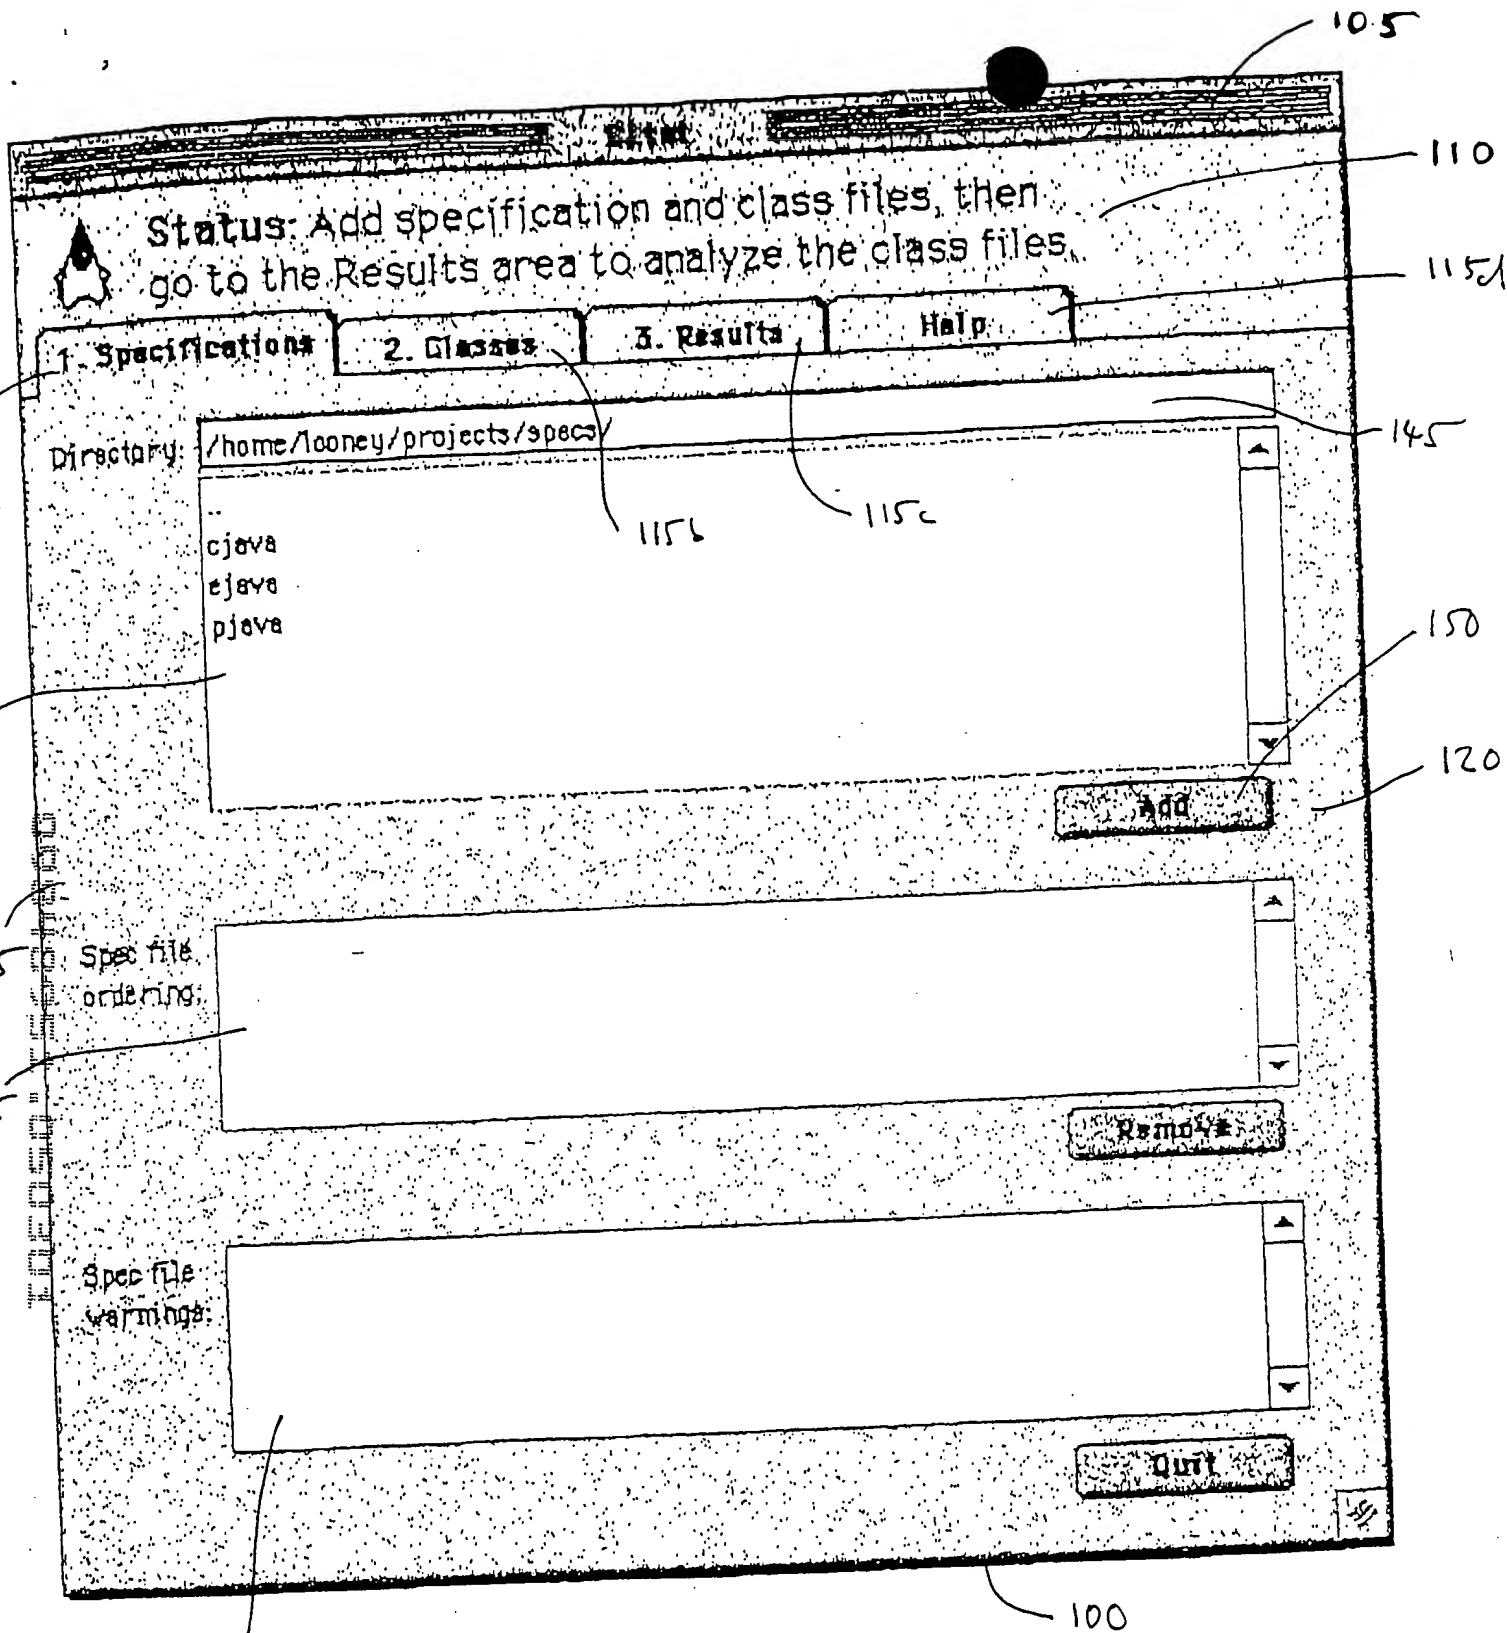 105
110
Status: Add specification and class files, then
go to the Results area to analyze the class files.
115d
1. Specifications 2. Classes 3. Results Help
Directory: /home/looney/projects/specs/
145
..
115b 115c
cjava
ejava
pjava
150
120
Add
Spec file
ordering:
Remove
Spec file
warnings:
Quit
100